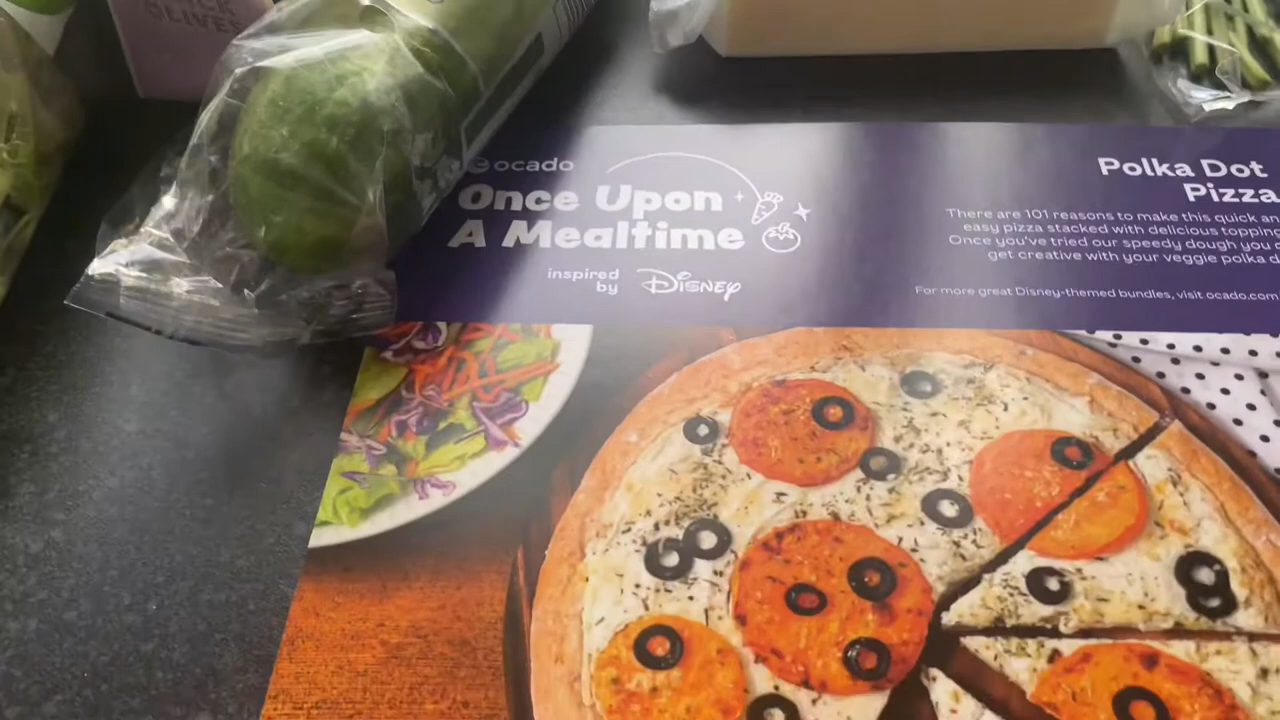 OLIVES
ocado
Once Upon
A Mealtime
inspired
by Disney
Polka Dot
Pizza
There are 101 reasons to make this quick an
easy pizza stacked with delicious topping
Once you've tried our speedy dough you
get creative with your veggie polka d
For more great Disney-themed bundles, visit ocado.com